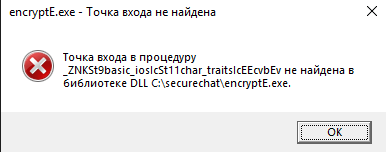 encryptE.exe - Точка входа не найдена
Точка входа в процедуру
_ZNKSt9basic_iosIcSt11char_traitsIcEEcvbEv не найдена в
библиотеке DLL C:\securechat\encryptE.exe.
OK